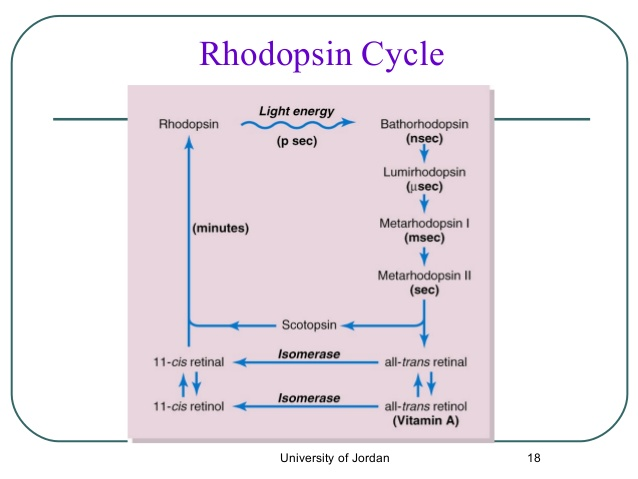 Rhodopsin Cycle
Light energy
Rhodopsin
Bathorhodopsin
(p sec)
(nsec)
Lumirhodopsin
(μsec)
Metarhodopsin I
(minutes)
(msec)
Metarhodopsin II
(sec)
Scotopsin
Isomerase
11-cis retinal
all-trans retinal
Isomerase
11-cis retinol
all-trans retinol
(Vitamin A)
University of Jordan
18